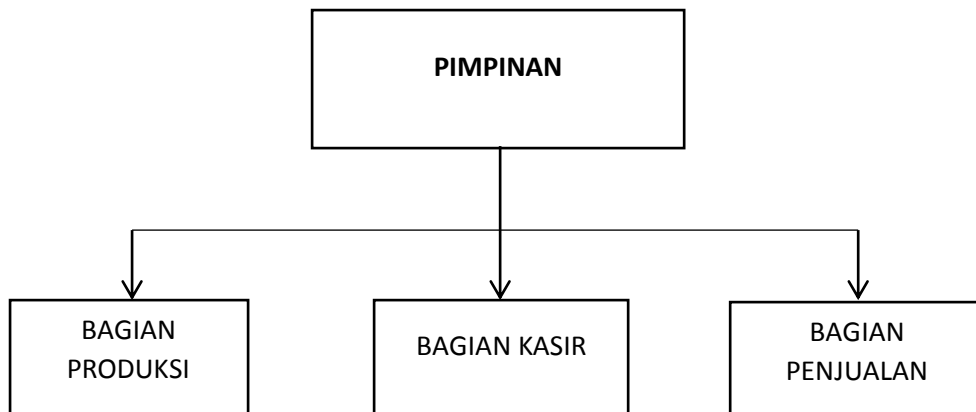 PIMPINAN
BAGIAN
PRODUKSI
BAGIAN KASIR
BAGIAN
PENJUALAN